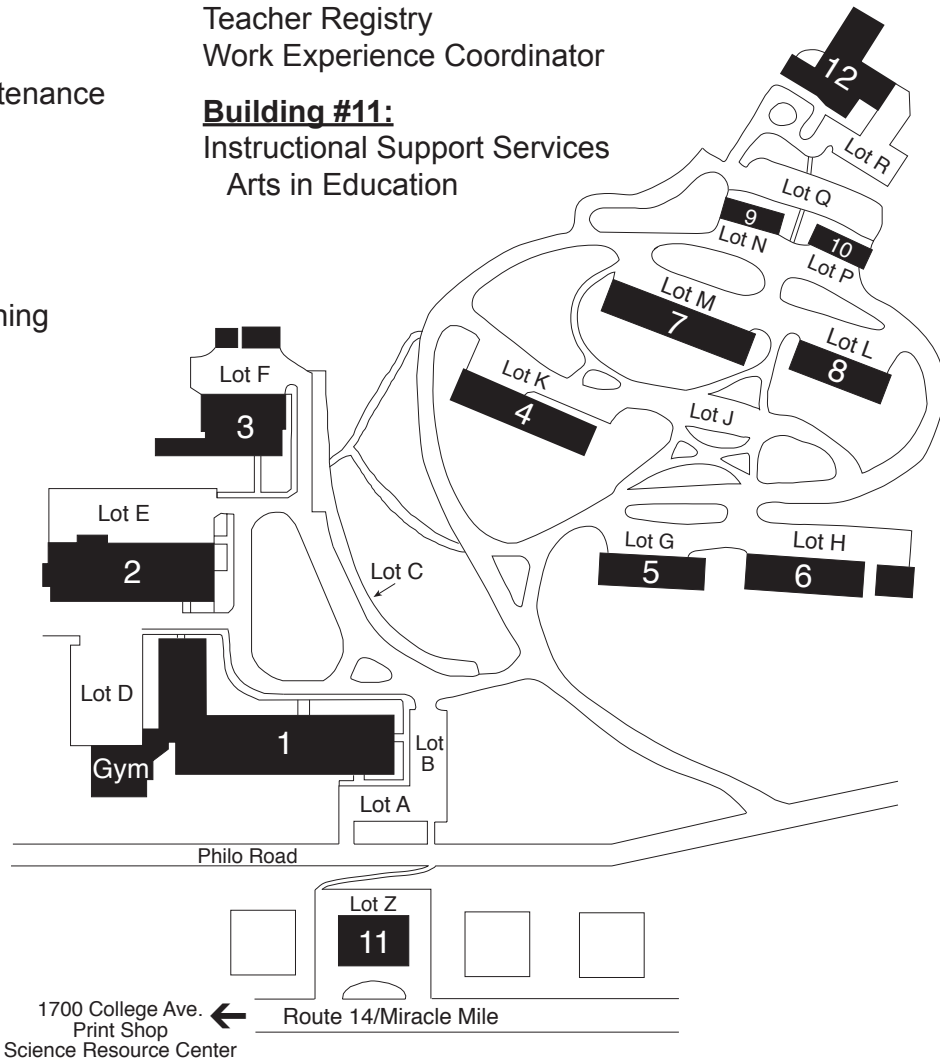 Teacher Registry
Work Experience Coordinator
tenance
Building #11:
Instructional Support Services
Arts in Education
ning
12
Lot R
Lot Q
9
Lot N
10
Lot P
Lot M
7
Lot L
8
Lot F
Lot K
3
4
Lot J
Lot E
Lot G
Lot H
2
Lot C
5
6
Lot D
1
Lot
B
Gym
Lot A
Philo Road
Lot Z
11
1700 College Ave.
Print Shop
Science Resource Center
Route 14/Miracle Mile